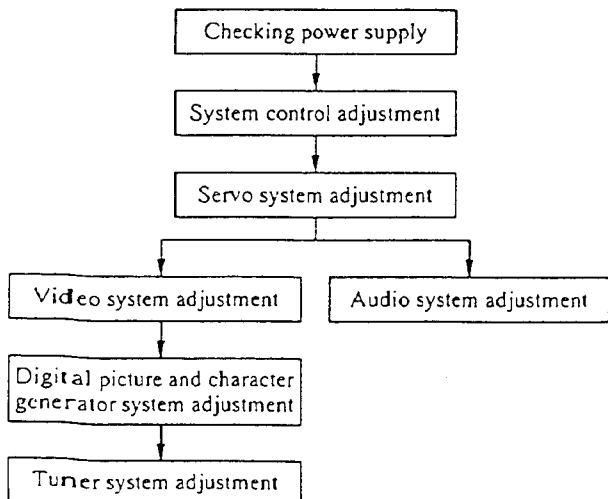 Checking power supply
System control adjustment
Servo system adjustment
Video system adjustment
Audio system adjustment
Digital picture and character
generator system adjustment
Tuner system adjustment